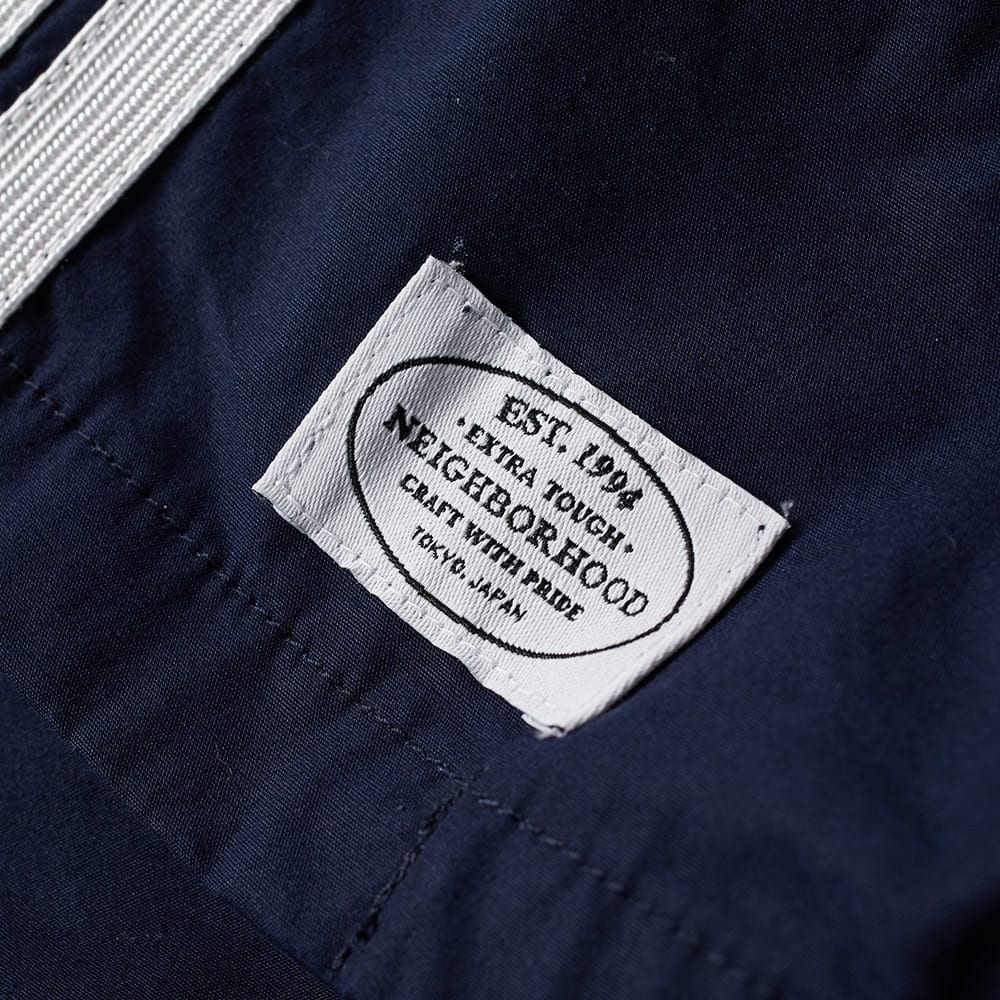 EST. 1994
·EXTRA TOUGH·
NEIGHBORHOOD
CRAFT WITH PRIDE
TOKYO, JAPAN